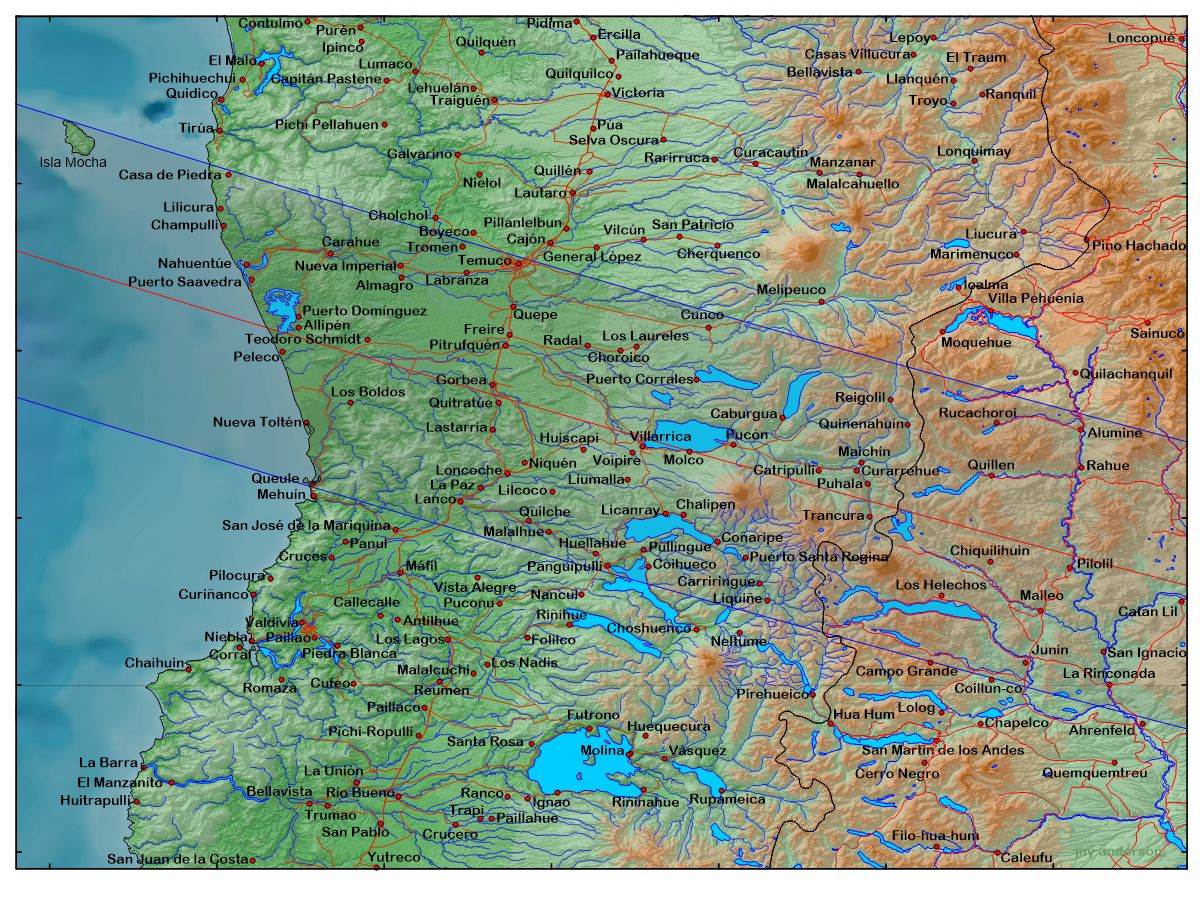 Contulmo
Purén
Pidima
Ercilla
Lepoy
Loncopué
Ipinco
Quilquén
Pailahueque
Casas Villucura
El Traum
El Malo
Lumaco
Quilquilco
Bellavista
Llanquén
Pichihuechui
Capitán Pastene
Lehuelán
Quidico
Traiguén
Victoria
Troyo
Ranquil
Tirúa
Pichi Pellahuen
Púa
Selva Oscura
Isla Mocha
Galvarino
Rarirruca
Curacautín
Manzanar
Lonquimay
Casa de Piedra
Nielol
Quillén
Malalcahuello
Lautaro
Lilicura
Cholchol
Pillanlelbun
San Patricio
Champulli
Boyeco
Cajón
Vilcún
Liucura
Pino Hachado
Carahue
Tromen
General López
Cherquenco
Marimenuco
Nahuentúe
Nueva Imperial
Temuco
Puerto Saavedra
Almagro
Labranza
Melipeuco
Icalma
Villa Pehuenia
Puerto Domínguez
Quepe
Cunco
Allipén
Freire
Los Laureles
Sainucó
Teodoro Schmidt
Pitrufquén
Radal
Moquehue
Peleco
Choroico
Gorbea
Puerto Corrales
Quilachanquil
Los Boldos
Quitratúe
Reigolil
Caburgua
Rucachoroi
Nueva Toltén
Lastarria
Quinenahuin
Huiscapi
Villarrica
Pucón
Alumine
Voipire
Molco
Maichín
Loncoche
Niquén
Catripulli
Curarrehue
Quillen
Rahue
Queule
La Paz
Lilcoco
Liumalla
Puhala
Mehuín
Lanco
Quilche
Licanray
Chalipen
Trancura
San José de la Mariquina
Malalhue
Panul
Huellahue
Pullingue
Coñaripe
Chiquilihuin
Cruces
Puerto Santa Rogina
Pilocura
Máfil
Panguipulli
Coihueco
Pilolil
Curiñanco
Vista Alegre
Nancul
Carriringue
Los Helechos
Callecalle
Puconu
Liquiñe
Malleo
Valdivia
Antilhue
Rinihue
Catan Lil
Niebla
Paillao
Los Lagos
Folilco
Choshuenco
Neltume
Corral
Piedra Blanca
San Ignacio
Chaihuin
Malalcuchi
Los Nadis
Campo Grande
Junin
Romaza
Cufeo
Reumen
La Rinconada
Pirehueico
Coillun-co
Paillaco
Futrono
Hua Hum
Lolog
Chapelco
Pichi-Ropulli
Huequecura
Ahrenfeld
Santa Rosa
Molina
Vásquez
San Martin de los Andes
La Barra
La Unión
Cerro Negro
Quemquemtreu
El Manzanito
Bellavista
Río Bueno
Ranco
Huitrapulli
Ignao
Rininahue
Rupameica
Trumao
Trapi
Paillahue
San Pablo
Crucero
Filo-hua-hum
San Juan de la Costa
Yutreco
Caleufu
jay anderson